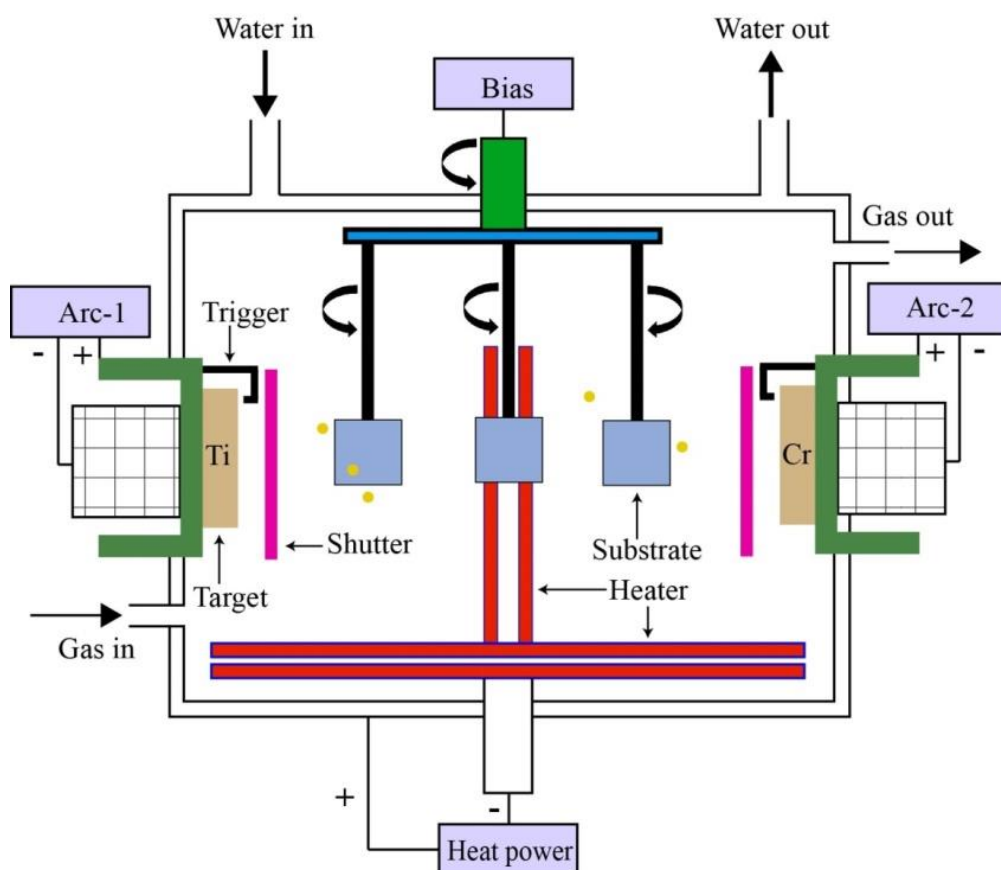 Water in
Water out
Bias
Gas out
Arc-1
Trigger
Arc-2
- +
+ -
Ti
Cr
Shutter
Substrate
Target
Heater
Gas in
+
-
Heat power